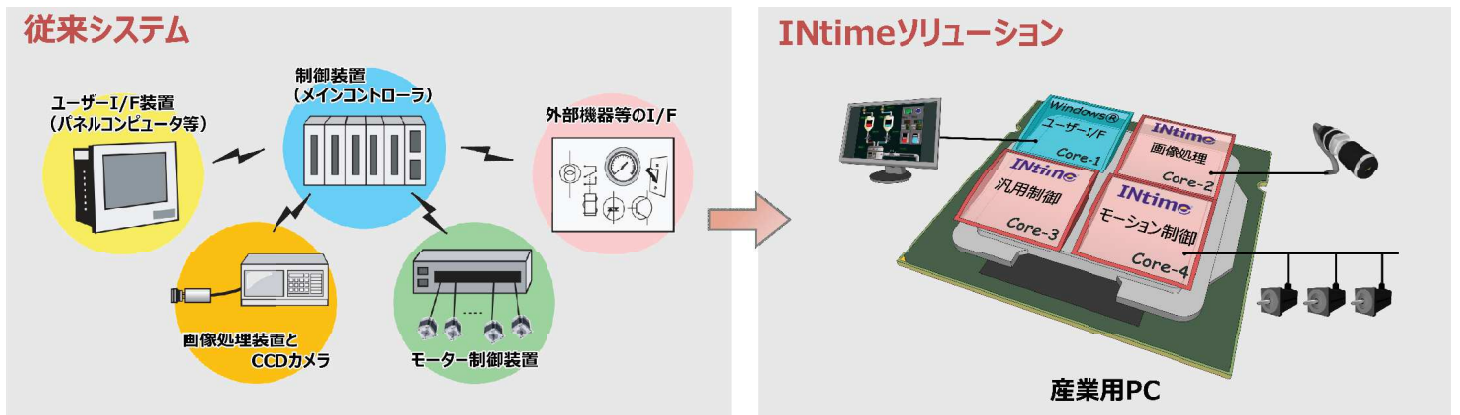 従来システム
制御装置
（メインコントローラ）
ユーザーI/F装置
（パネルコンピュータ等）
外部機器等のI/F
画像処理装置と
CCDカメラ
モーター制御装置
INtimeソリューション
Windows®
ユーザI/F
Core-1
INtime
画像処理
Core-2
INtime
汎用制御
Core-3
INtime
モーション制御
Core-4
産業用PC